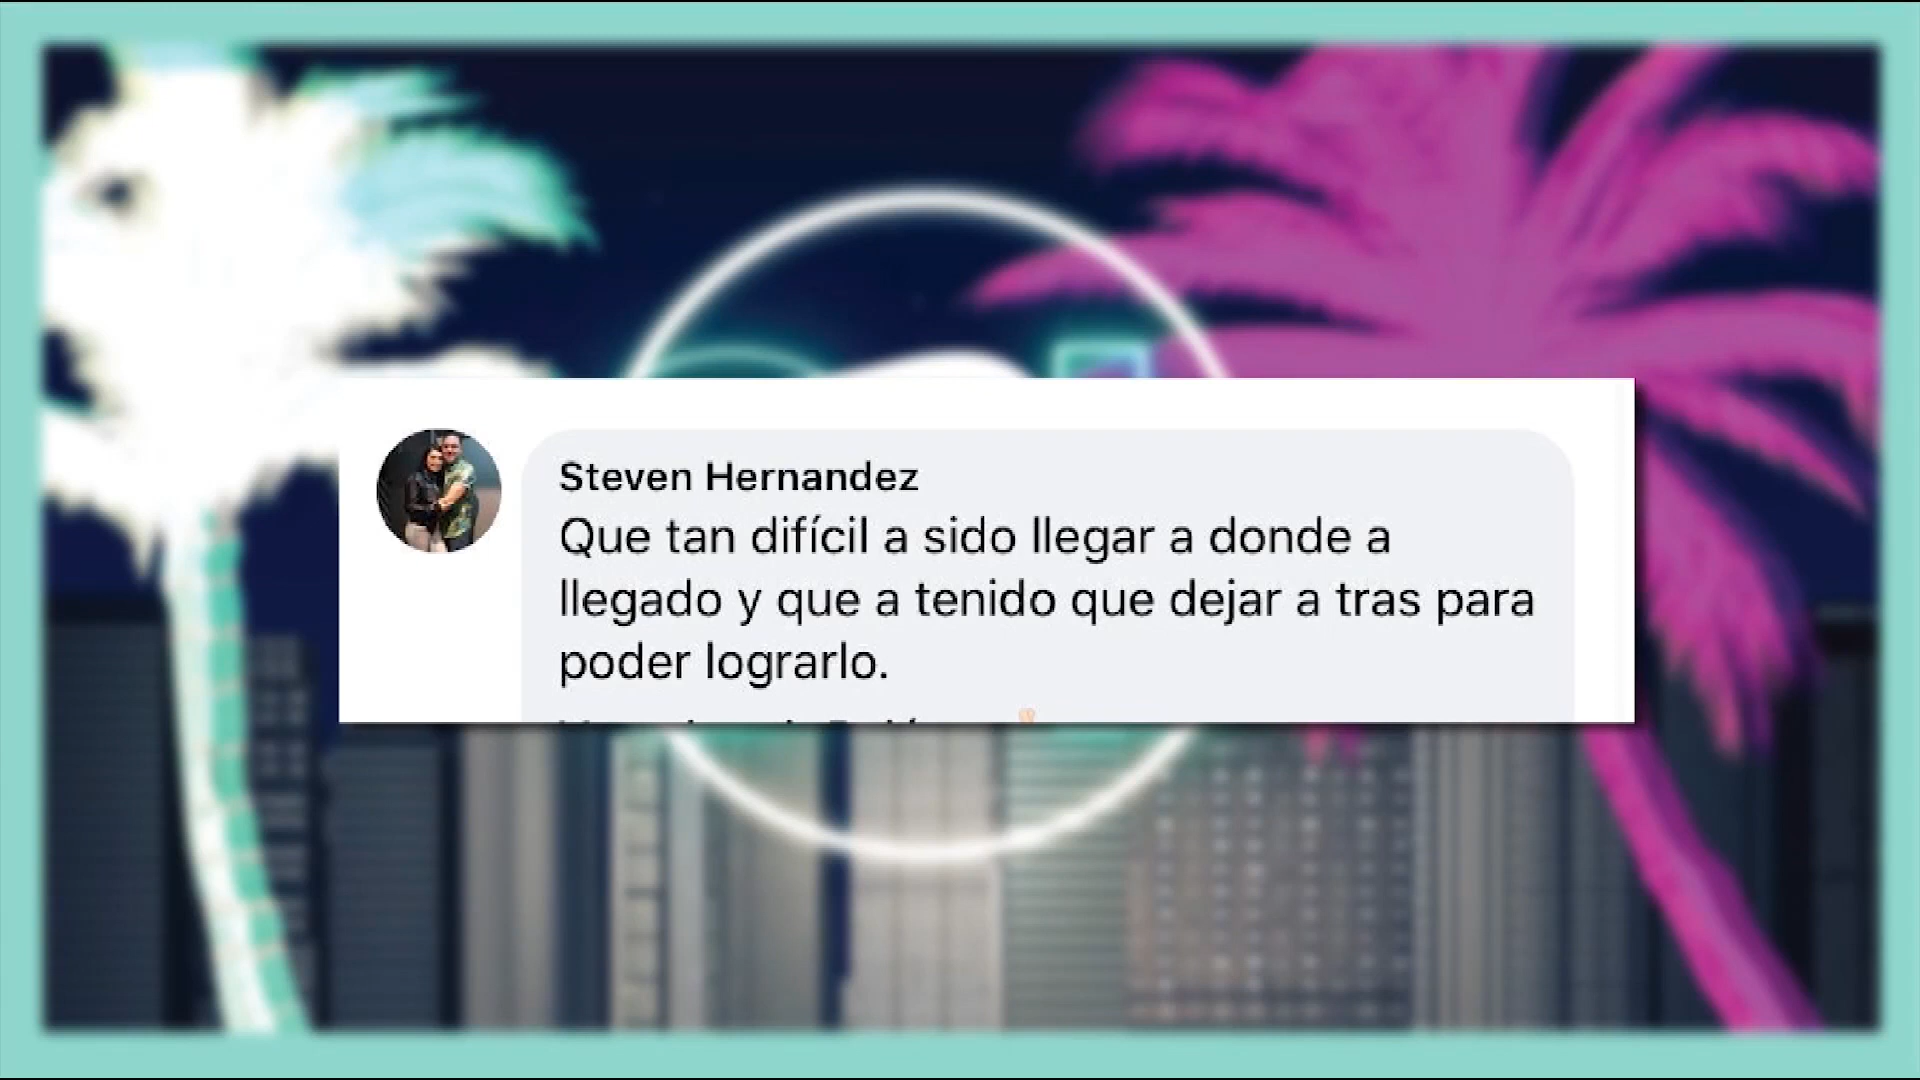 Steven Hernandez
Que tan difícil a sido llegar a donde a
llegado y que a tenido que dejar a tras para
poder lograrlo.